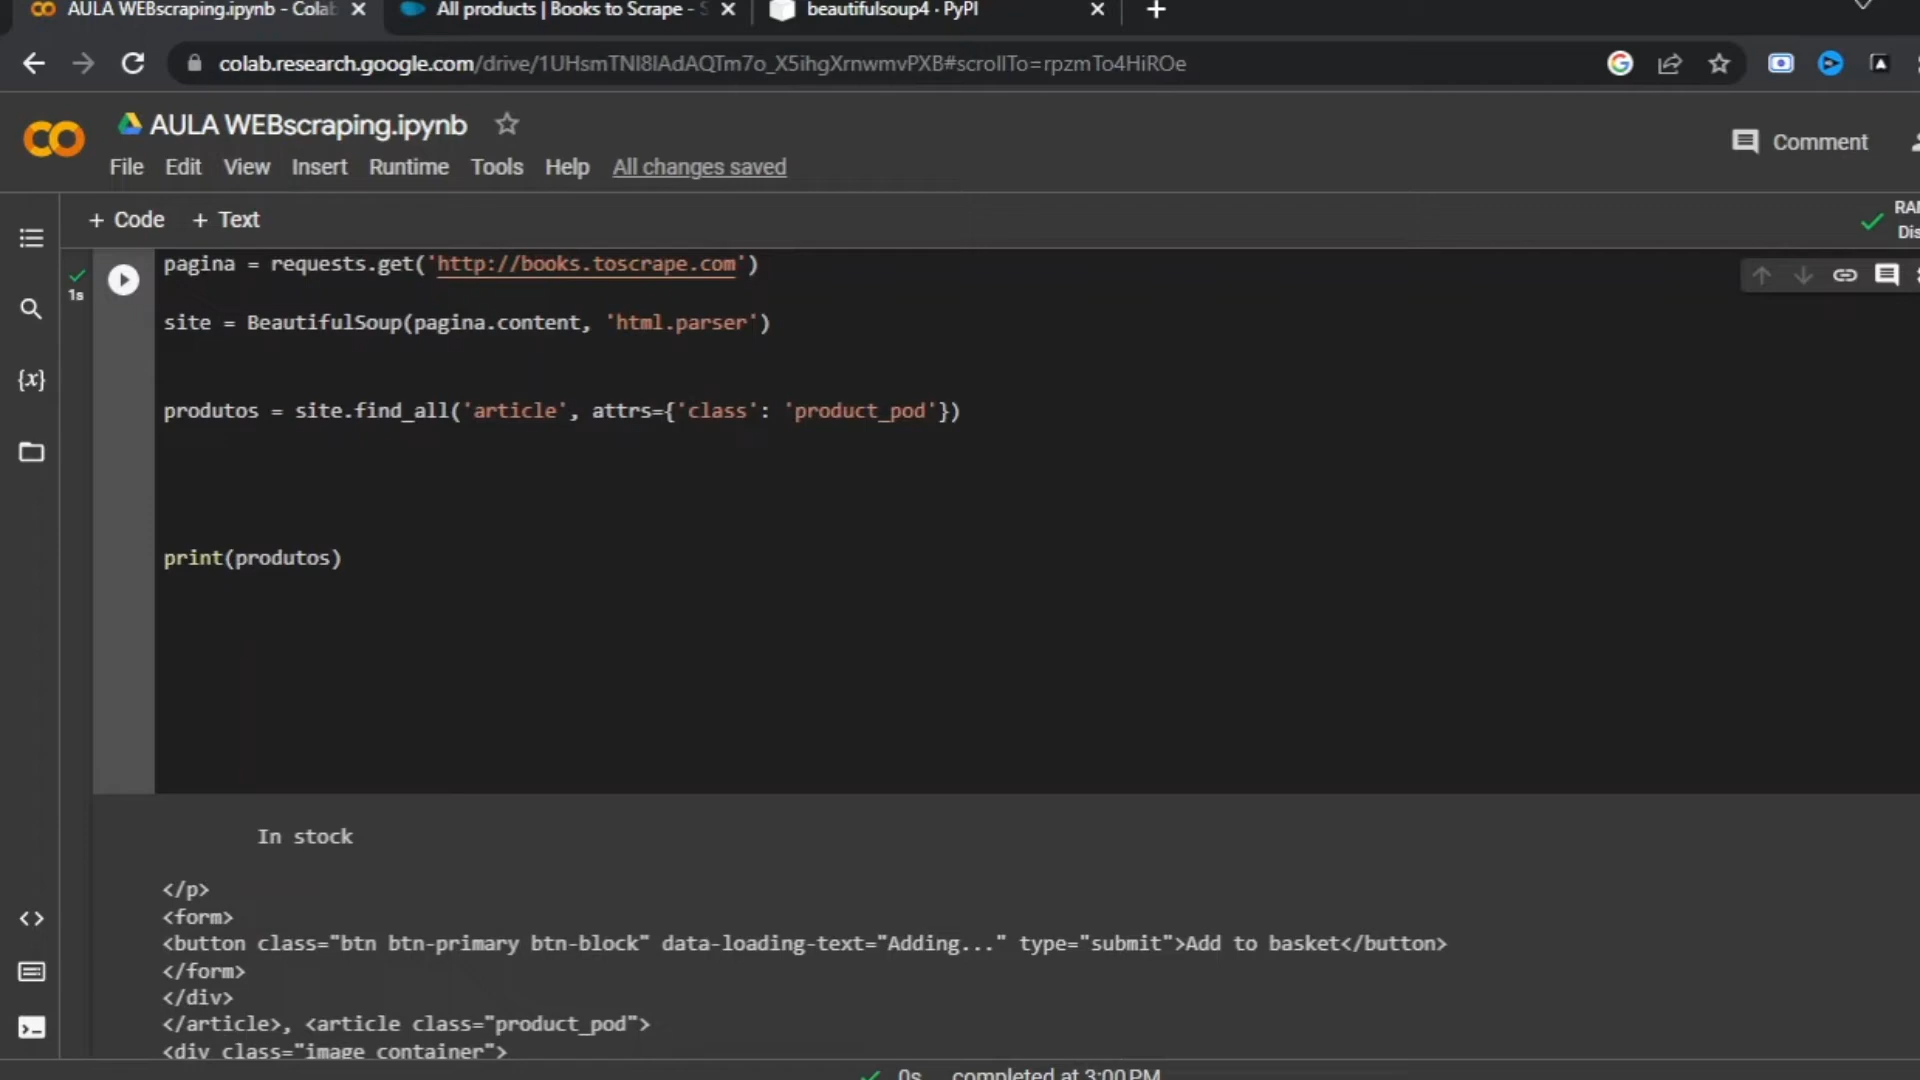 AULA WEBscraping.ipynb - Colab
All products | Books to Scrape - S
beautifulsoup4 · PyPI
colab.research.google.com/drive/1UHsmTNl8lAdAQTm7o_X5ihgXrnwmvPXB#scrollTo=rpzmTo4HiROe
AULA WEBscraping.ipynb
Comment
File Edit View Insert Runtime Tools Help All changes saved
+ Code + Text
RAM
Dis
1s
pagina = requests.get('http://books.toscrape.com')
site = BeautifulSoup(pagina.content, 'html.parser')
{x}
produtos = site.find_all('article', attrs={'class': 'product_pod'})
print(produtos)
In stock
</p>
<form>
<button class="btn btn-primary btn-block" data-loading-text="Adding..." type="submit">Add to basket</button>
</form>
</div>
</article>, <article class="product_pod">
<div class="image_container">
0s completed at 3:00 PM